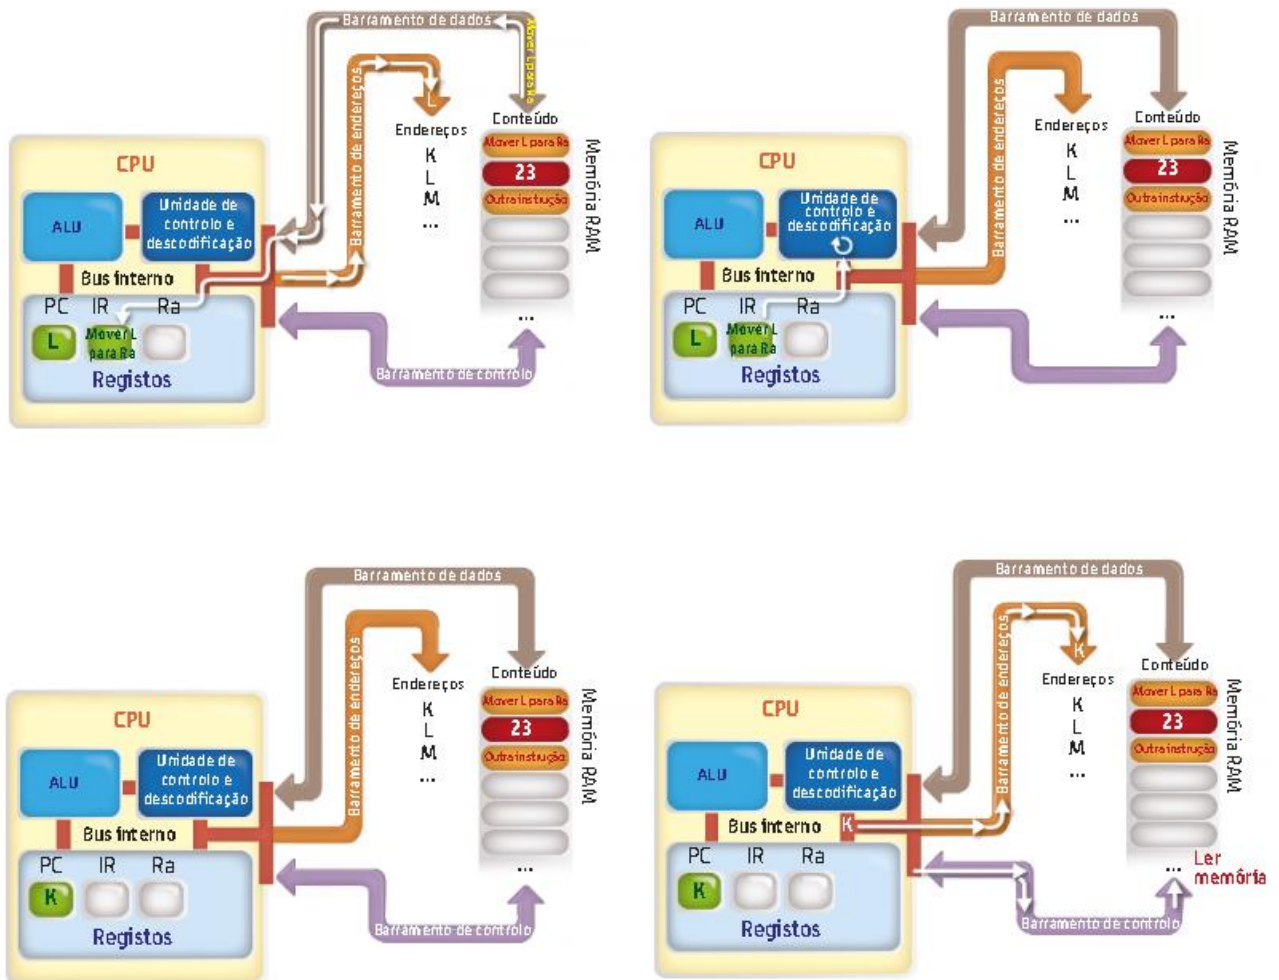 Barramento de dados
Mover L para Ra
Barramento de endereços
L
Endereços
K
L
M
...
Conteúdo
Mover L para Ra
23
Outra instrução
...
Memória RAM
CPU
ALU
Unidade de
controlo e
descodificação
Bus interno
PC IR Ra
L
Mover L
para Ra
Registos
Barramento de controlo
Barramento de dados
Barramento de endereços
Endereços
K
L
M
...
Conteúdo
Mover L para Ra
23
Outra instrução
...
Memória RAM
CPU
ALU
Unidade de
controlo e
descodificação
Bus interno
PC IR Ra
L
Mover L
para Ra
Registos
Barramento de dados
Barramento de endereços
Endereços
K
L
M
...
Conteúdo
Mover L para Ra
23
Outra instrução
...
Memória RAM
CPU
ALU
Unidade de
controlo e
descodificação
Bus interno
PC IR Ra
K
Registos
Barramento de controlo
Barramento de dados
Barramento de endereços
K
Endereços
K
L
M
...
Conteúdo
Mover L para Ra
23
Outra instrução
...
Memória RAM
Ler
memória
CPU
ALU
Unidade de
controlo e
descodificação
Bus interno
K
PC IR Ra
K
Registos
Barramento de controlo